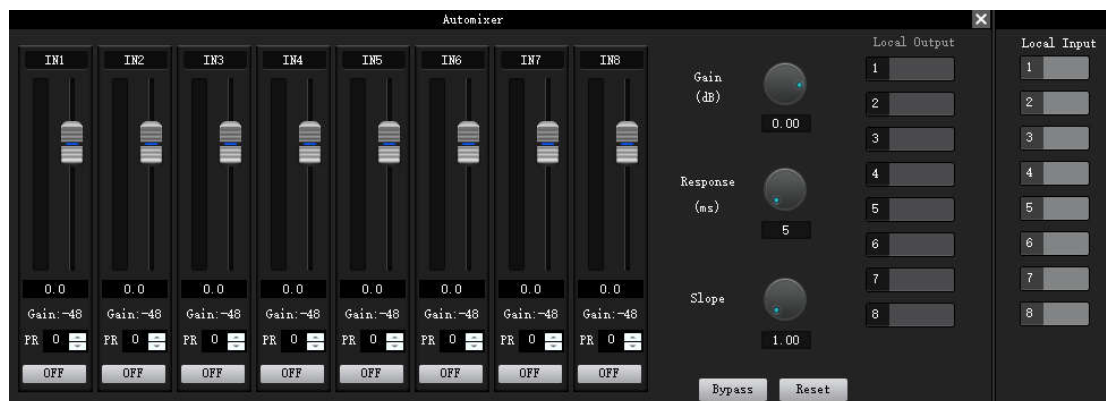 Automixer
IN1 IN2 IN3 IN4 IN5 IN6 IN7 IN8
0.0 0.0 0.0 0.0 0.0 0.0 0.0 0.0
Gain:-48 Gain:-48 Gain:-48 Gain:-48 Gain:-48 Gain:-48 Gain:-48 Gain:-48
PR 0 PR 0 PR 0 PR 0 PR 0 PR 0 PR 0 PR 0
OFF OFF OFF OFF OFF OFF OFF OFF
Gain
(dB)
0.00
Response
(ms)
5
Slope
1.00
Bypass Reset
Local Output
1
2
3
4
5
6
7
8
Local Input
1
2
3
4
5
6
7
8